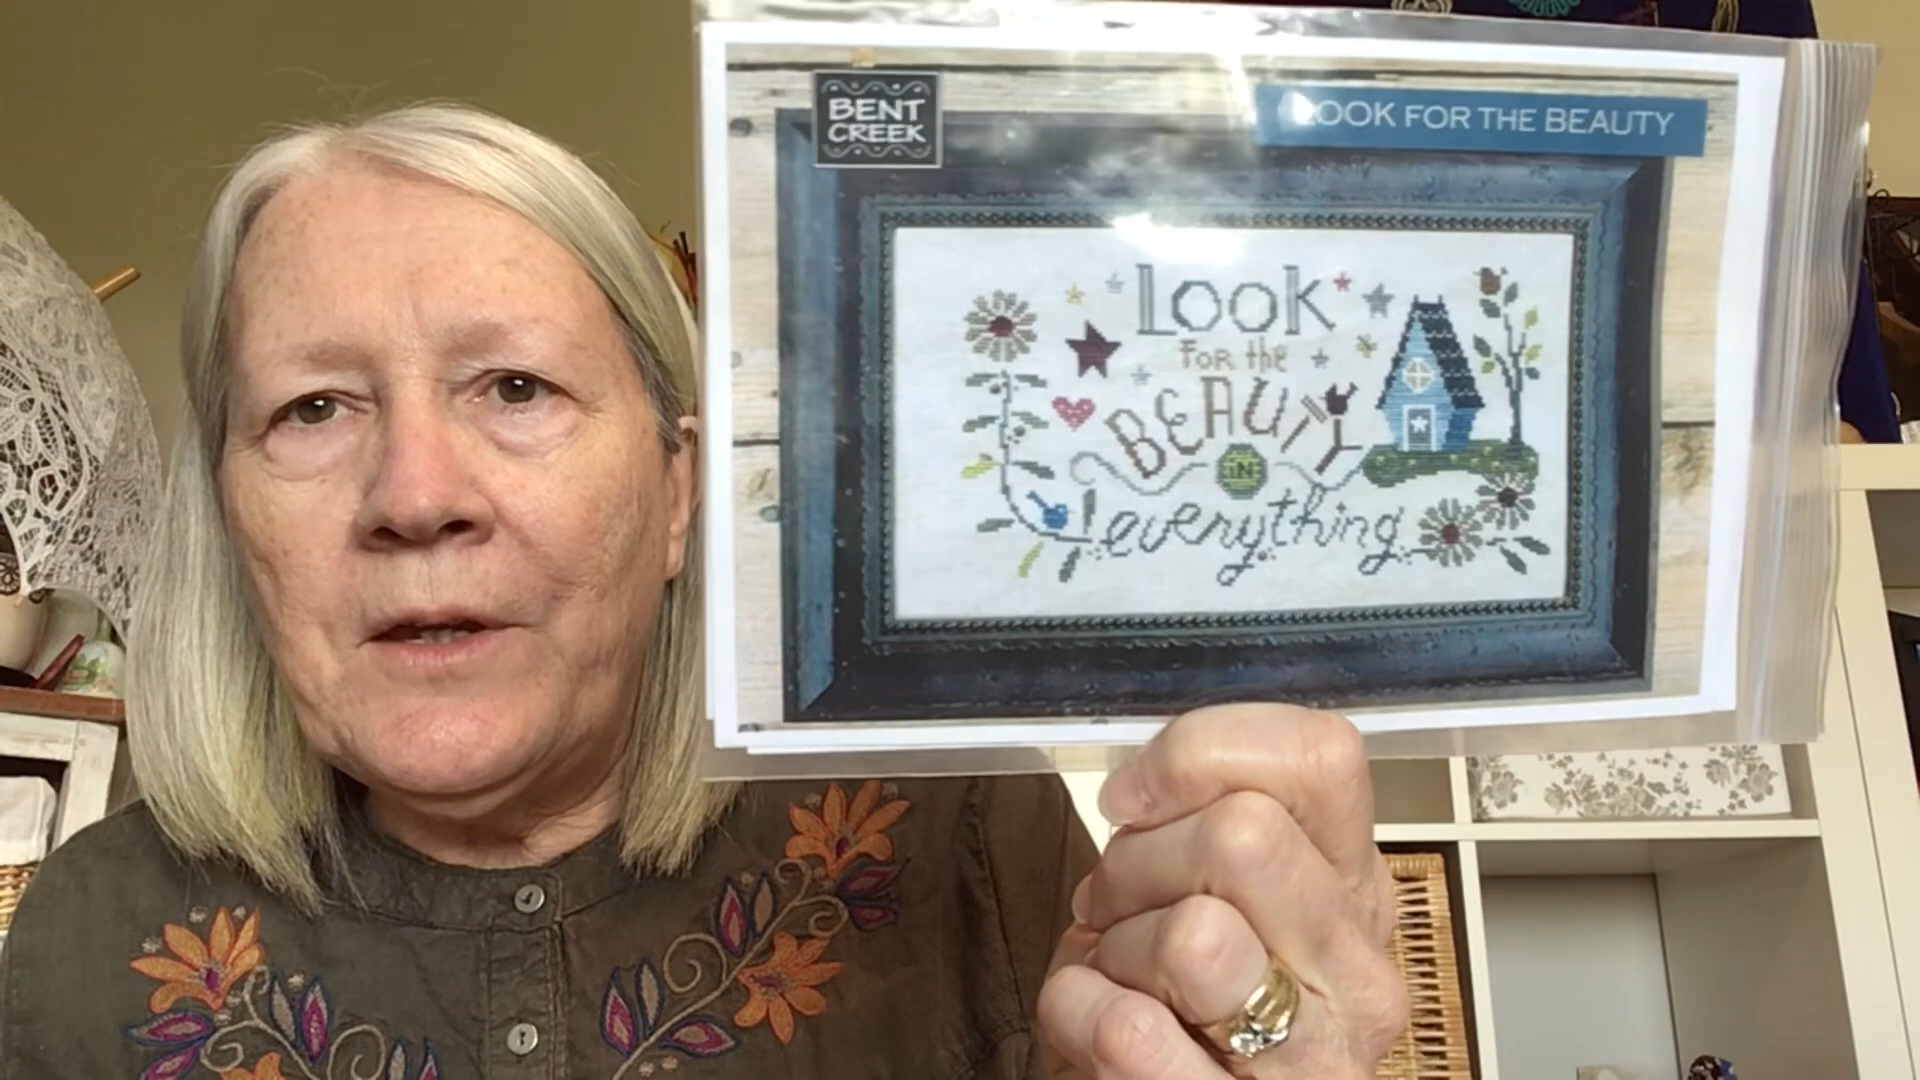 BENT
CREEK
LOOK FOR THE BEAUTY
Look
FOR the
BEAUTY
IN
everything